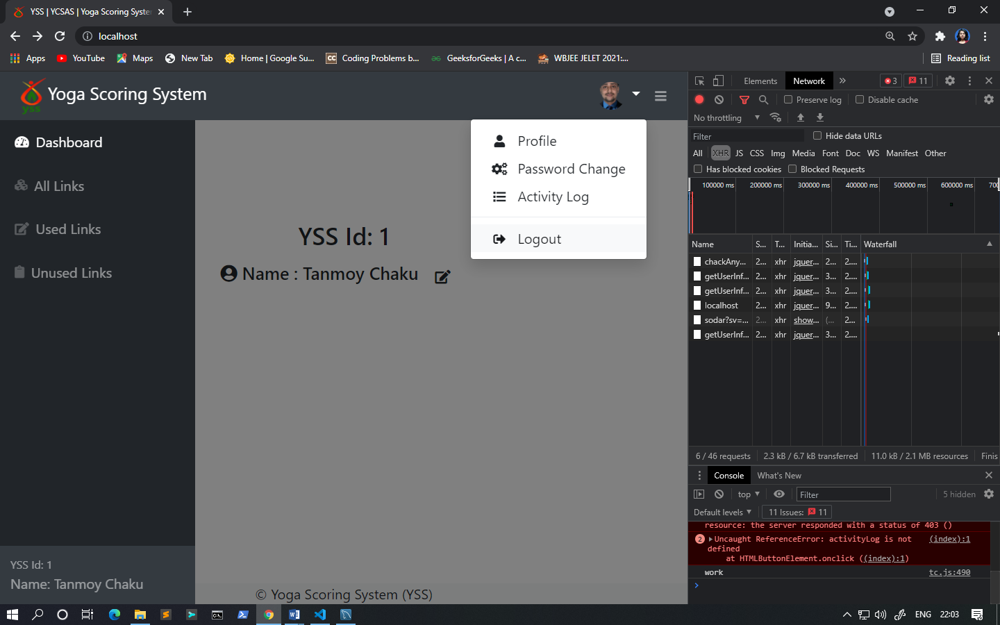 YSS | YCSAS | Yoga Scoring Syste
localhost
Apps
YouTube
Maps
New Tab
Home | Google Su...
Coding Problems b...
GeeksforGeeks | A c...
WBJEE JELET 2021:...
Reading list
yss
Yoga Scoring System
Dashboard
All Links
Used Links
Unused Links
YSS Id: 1
Name: Tanmoy Chaku
Profile
Password Change
Activity Log
Logout
YSS Id: 1
Name : Tanmoy Chaku
© Yoga Scoring System (YSS)
Elements
Network
3
11
Preserve log
Disable cache
No throttling
Filter
Hide data URLs
All
XHR
JS
CSS
Img
Media
Font
Doc
WS
Manifest
Other
Has blocked cookies
Blocked Requests
100000 ms
200000 ms
300000 ms
400000 ms
500000 ms
600000 ms
700
Name S... T... Initia... Si... Ti... Waterfall
chackAny... 2... xhr jquer... 2... 2....
getUserInf... 2... xhr jquer... 3... 2....
getUserInf... 2... xhr jquer... 3... 2....
localhost 2... xhr jquer... 9... 2....
sodar?sv=... 2... xhr show... (... 2...
getUserInf... 2... xhr jquer... 3... 2....
6 / 46 requests
2.3 kB / 6.7 kB transferred
11.0 kB / 2.1 MB resources
Finis
Console
What's New
top
Filter
5 hidden
Default levels
11 Issues:
11
resource: the server responded with a status of 403 ()
2 Uncaught ReferenceError: activityLog is not (index):1
defined
at HTMLButtonElement.onclick ((index):1)
work tc.js:490
ENG
22:03